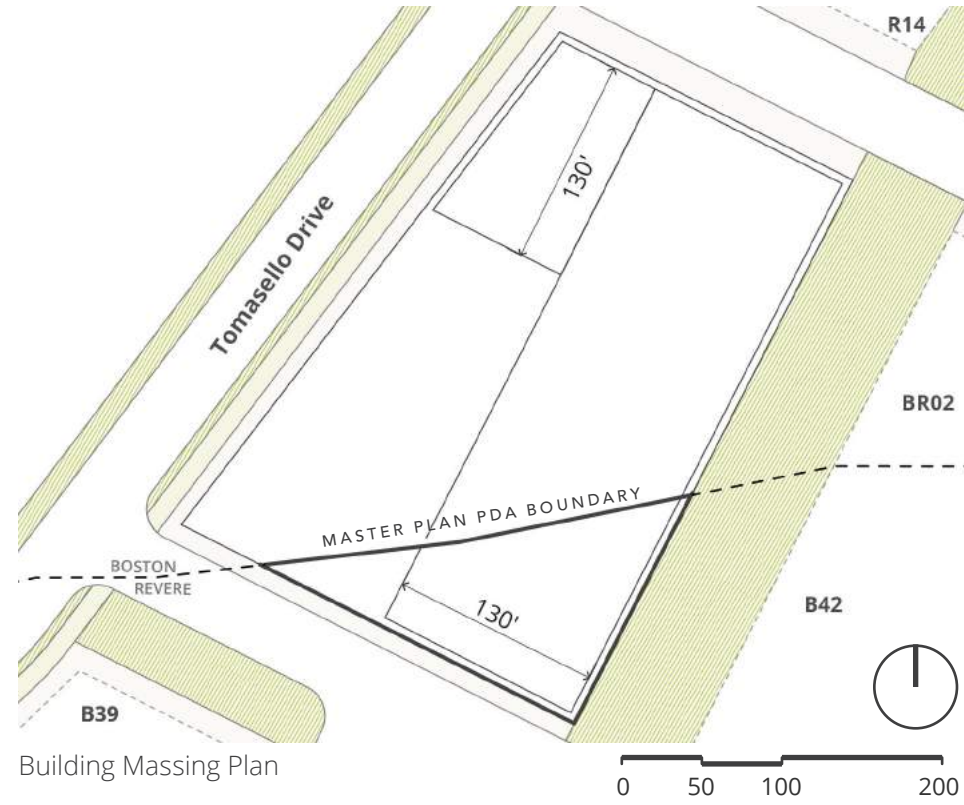 R14
130'
Tomasello Drive
BR02
MASTER PLAN PDA BOUNDARY
BOSTON
REVERE
130'
B42
B39
Building Massing Plan
0 50 100 200